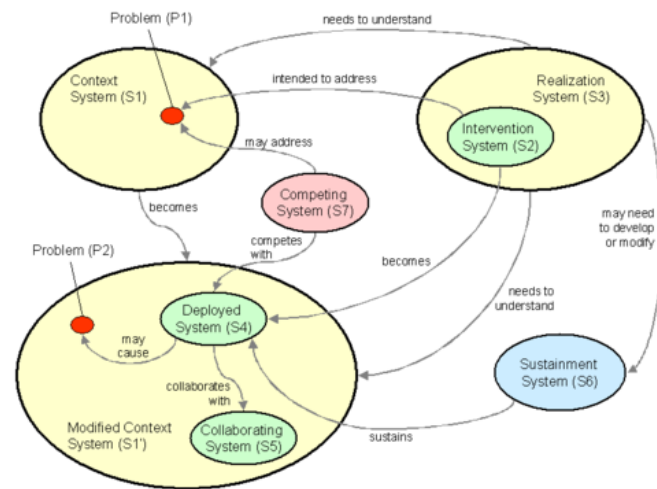 Problem (P1)
needs to understand
Context
System (S1)
intended to address
Realization
System (S3)
Intervention
System (S2)
may address
Competing
System (S7)
becomes
competes
with
may need
to develop
or modify
Problem (P2)
becomes
needs to
understand
Deployed
System (S4)
may
cause
collaborates
with
Sustainment
System (S6)
Modified Context
System (S1')
Collaborating
System (S5)
sustains